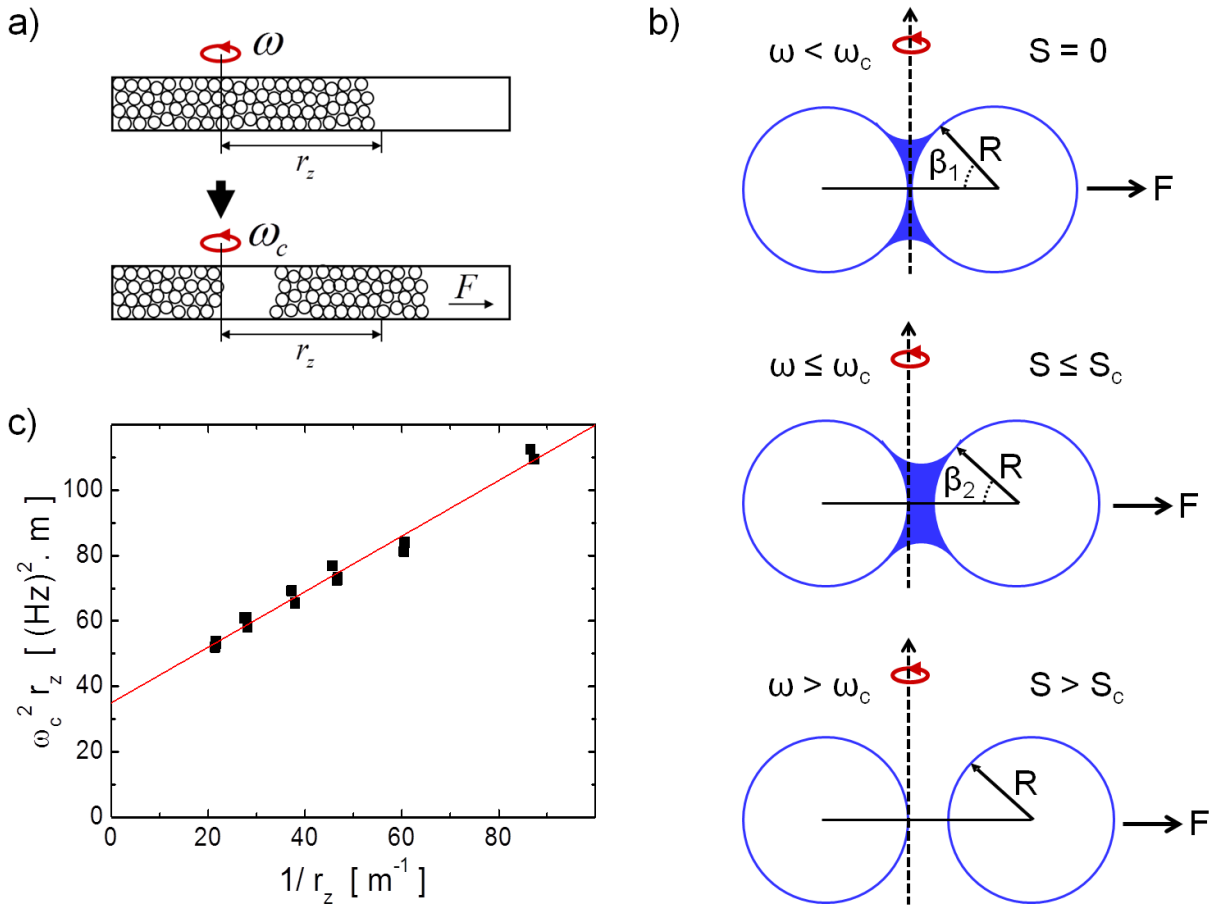 a)
ω
r_z
ω_c
F
r_z
b)
ω < ω_c
S = 0
β_1
R
F
ω ≤ ω_c
S ≤ S_c
β_2
R
F
ω > ω_c
S > S_c
R
F
c)
ω_c^2 r_z [ (Hz)^2 . m ]
100
80
60
40
20
0
0
20
40
60
80
1/ r_z [ m^-1 ]